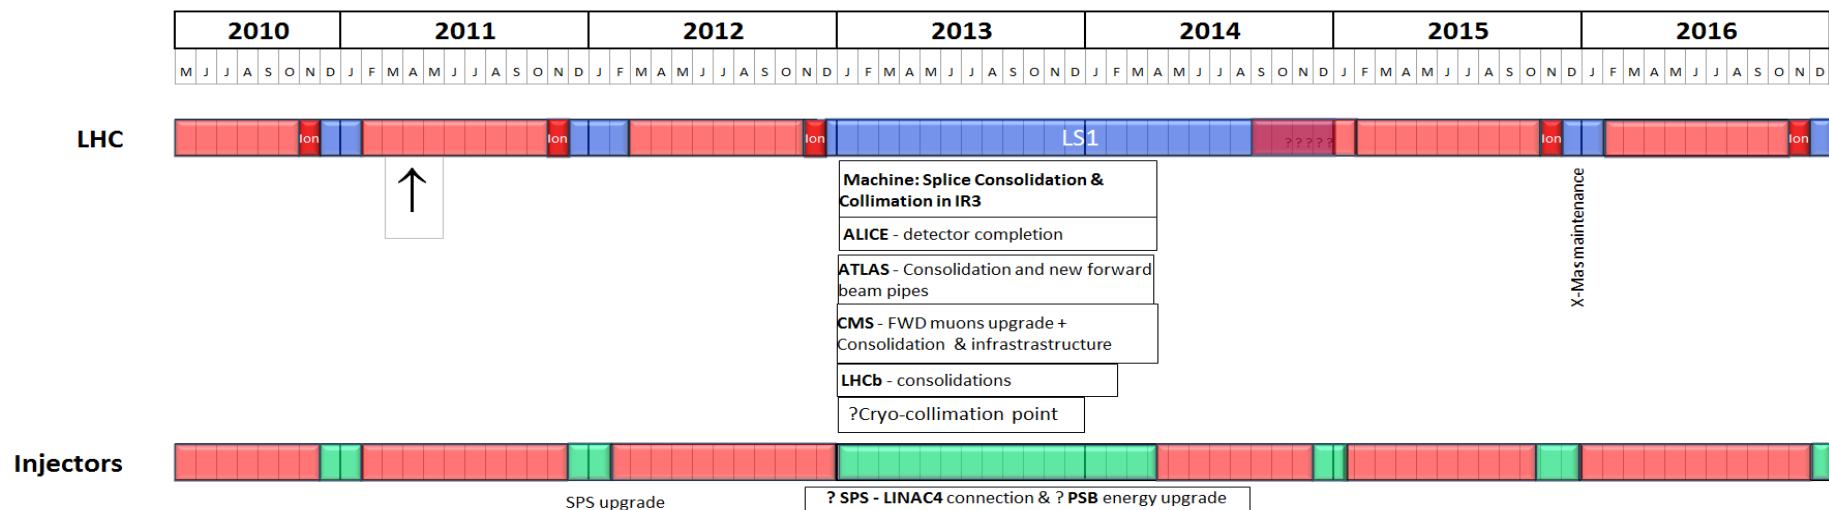 2010 2011 2012 2013 2014 2015 2016
M J J A S O N D J F M A M J J A S O N D J F M A M J J A S O N D J F M A M J J A S O N D J F M A M J J A S O N D J F M A M J J A S O N D J F M A M J J A S O N D
LHC Ion Ion Ion LS1 ????? Ion Ion
↑
Machine: Splice Consolidation &
Collimation in IR3
ALICE - detector completion
ATLAS - Consolidation and new forward
beam pipes
CMS - FWD muons upgrade +
Consolidation & infrastrastructure
LHCb - consolidations
?Cryo-collimation point
X-Mas maintenance
Injectors
SPS upgrade
? SPS - LINAC4 connection & ? PSB energy upgrade